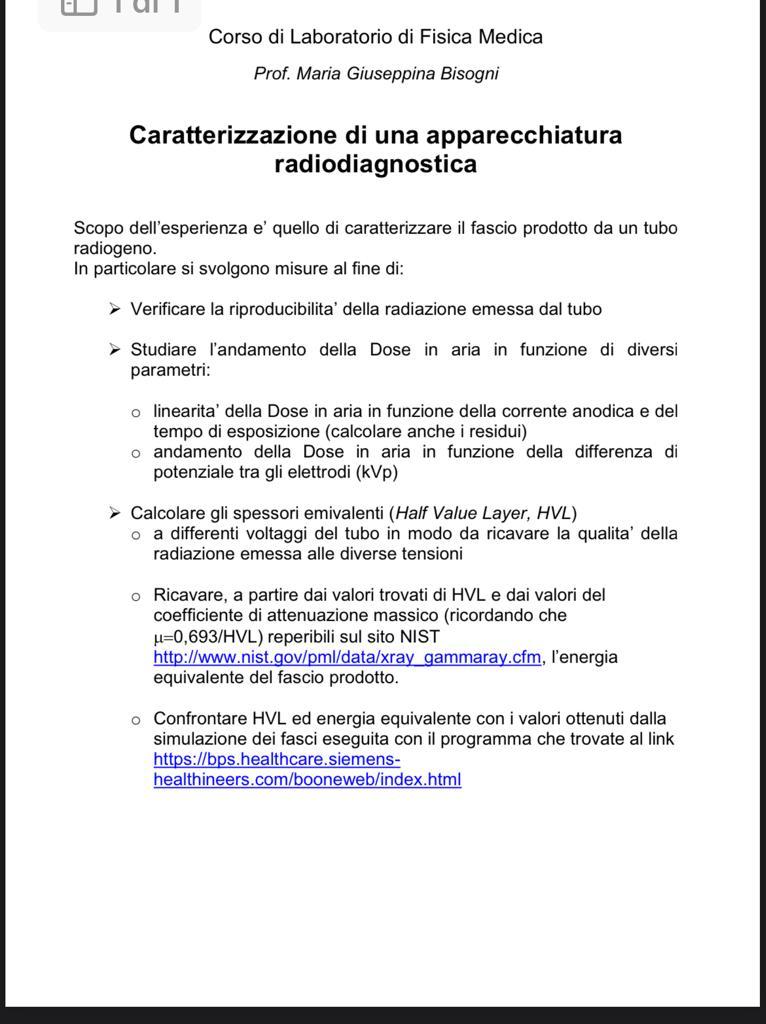 1 di 1
Corso di Laboratorio di Fisica Medica
Prof. Maria Giuseppina Bisogni
Caratterizzazione di una apparecchiatura
radiodiagnostica
Scopo dell'esperienza e' quello di caratterizzare il fascio prodotto da un tubo
radiogeno.
In particolare si svolgono misure al fine di:
➢ Verificare la riproducibilita' della radiazione emessa dal tubo
➢ Studiare l'andamento della Dose in aria in funzione di diversi
parametri:
o linearita' della Dose in aria in funzione della corrente anodica e del
tempo di esposizione (calcolare anche i residui)
o andamento della Dose in aria in funzione della differenza di
potenziale tra gli elettrodi (kVp)
➢ Calcolare gli spessori emivalenti (Half Value Layer, HVL)
o a differenti voltaggi del tubo in modo da ricavare la qualita' della
radiazione emessa alle diverse tensioni
o Ricavare, a partire dai valori trovati di HVL e dai valori del
coefficiente di attenuazione massico (ricordando che
μ=0,693/HVL) reperibili sul sito NIST
http://www.nist.gov/pml/data/xray_gammaray.cfm, l'energia
equivalente del fascio prodotto.
o Confrontare HVL ed energia equivalente con i valori ottenuti dalla
simulazione dei fasci eseguita con il programma che trovate al link
https://bps.healthcare.siemens-
healthineers.com/booneweb/index.html